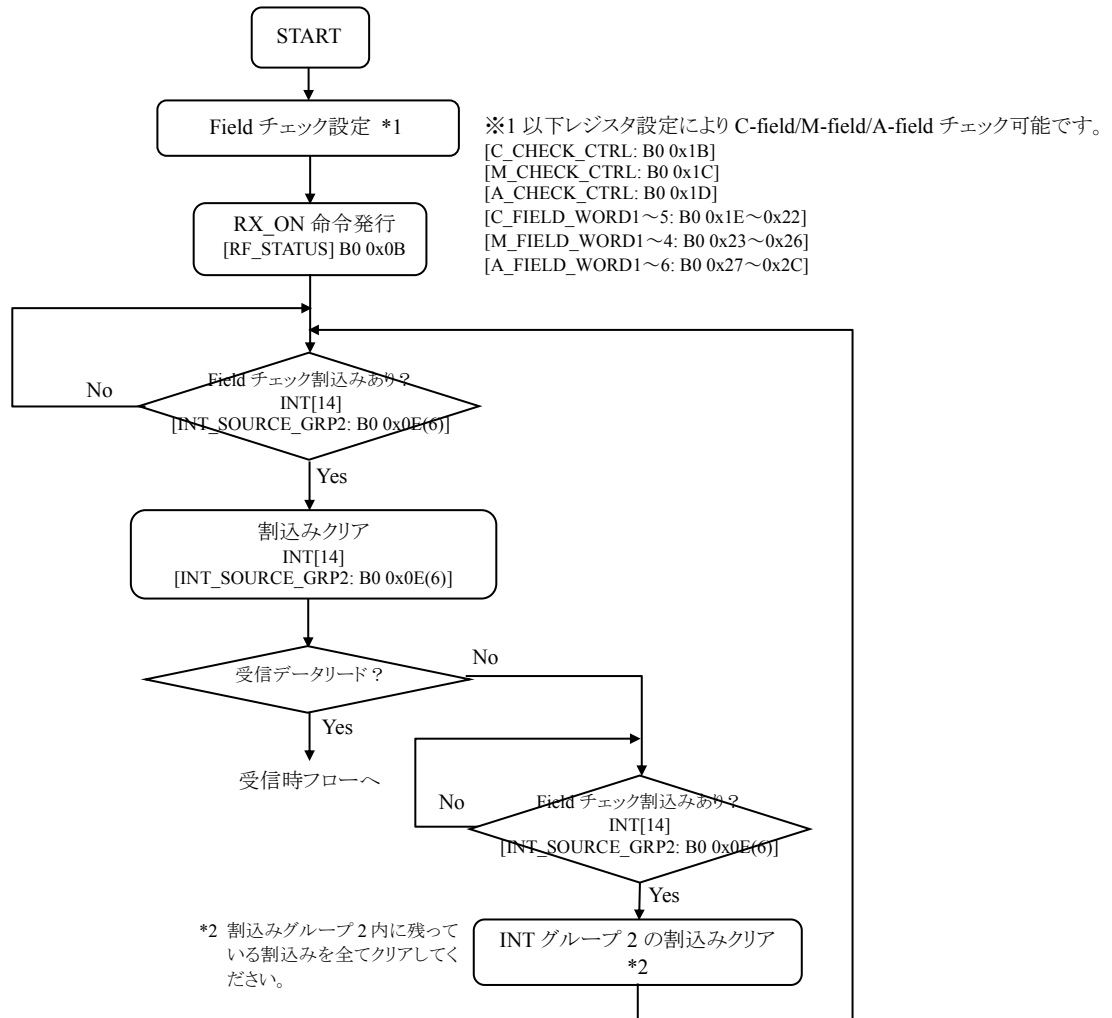 START
Field チェック設定 *1
※1 以下レジスタ設定により C-field/M-field/A-field チェック可能です。
[C_CHECK_CTRL: B0 0x1B]
[M_CHECK_CTRL: B0 0x1C]
[A_CHECK_CTRL: B0 0x1D]
[C_FIELD_WORD1～5: B0 0x1E～0x22]
[M_FIELD_WORD1～4: B0 0x23～0x26]
[A_FIELD_WORD1～6: B0 0x27～0x2C]
RX_ON 命令発行
[RF_STATUS] B0 0x0B
No
Field チェック割込みあり？
INT[14]
[INT_SOURCE_GRP2: B0 0x0E(6)]
Yes
割込みクリア
INT[14]
[INT_SOURCE_GRP2: B0 0x0E(6)]
受信データリード？
No
Yes
受信時フローへ
No
Field チェック割込みあり？
INT[14]
[INT_SOURCE_GRP2: B0 0x0E(6)]
Yes
*2 割込みグループ 2 内に残って
いる割込みを全てクリアしてく
ださい。
INT グループ 2 の割込みクリア
*2